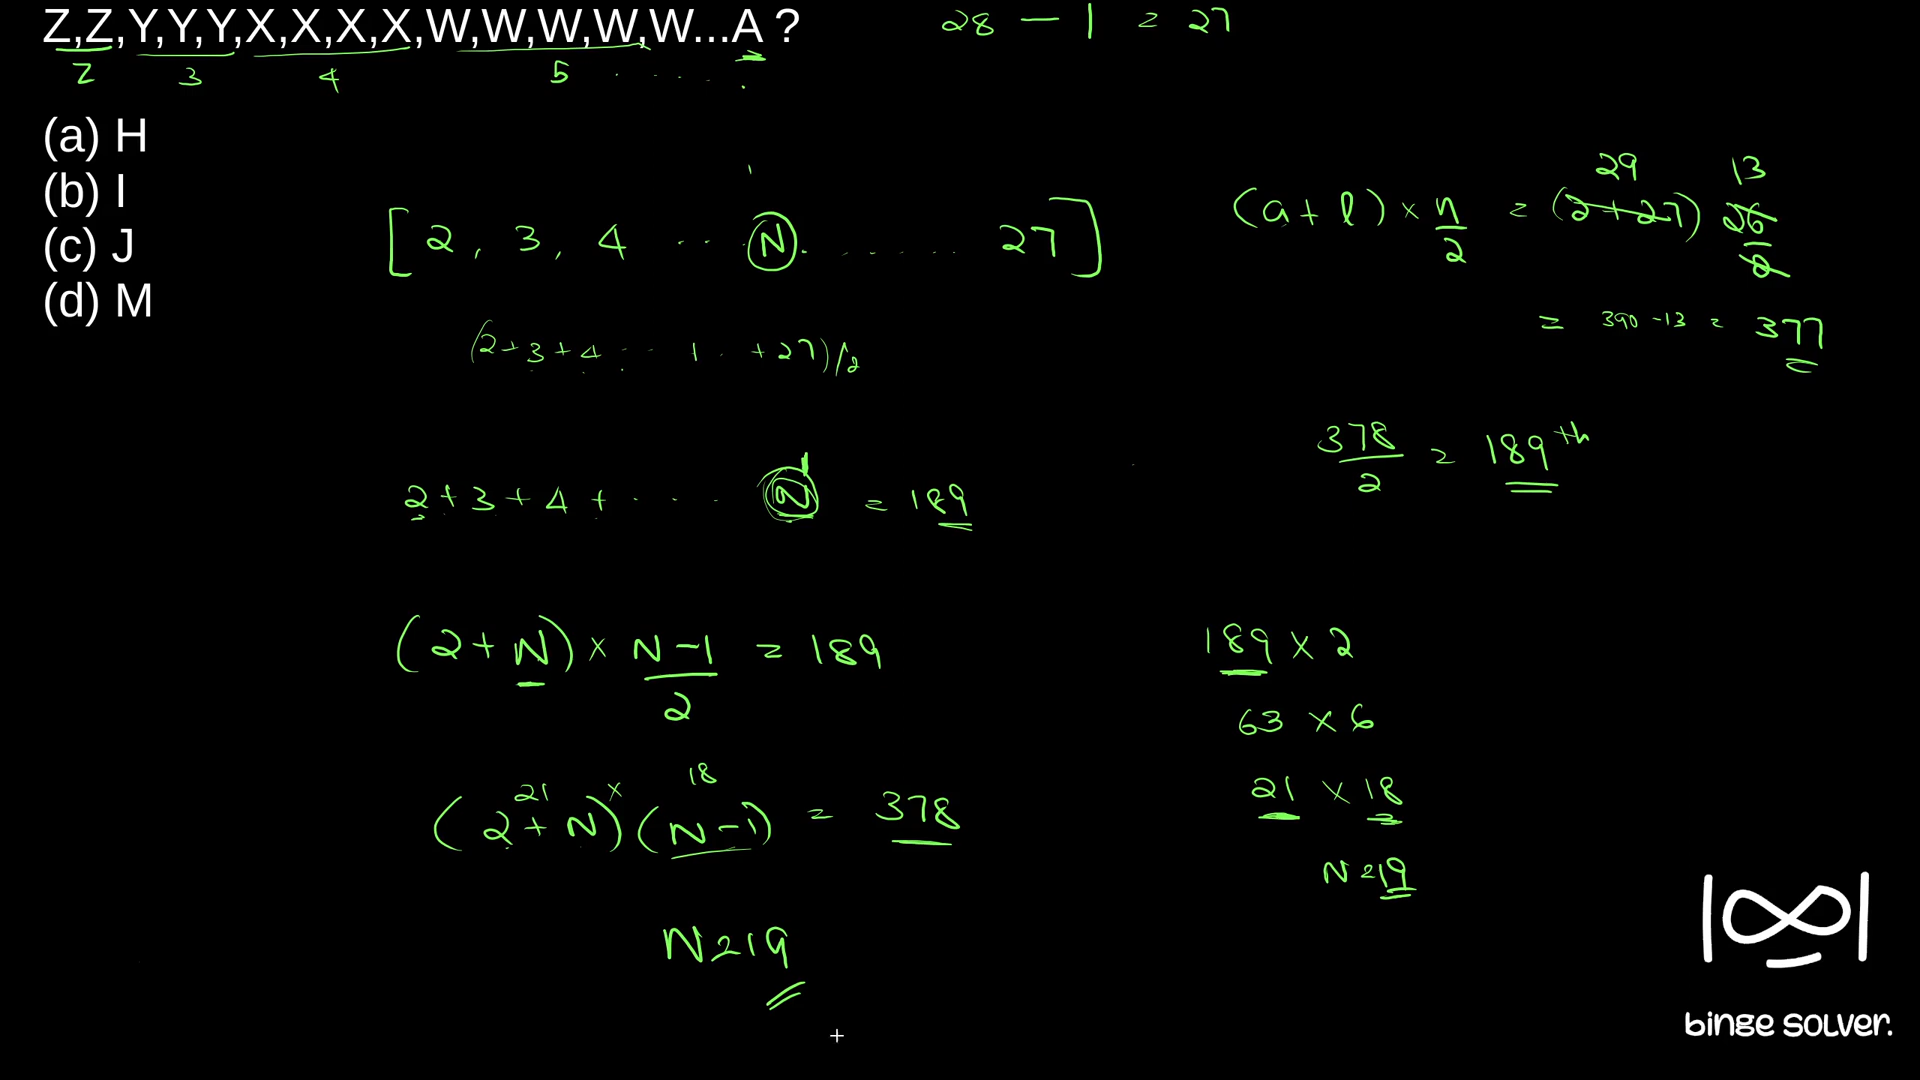 Z,Z,Y,Y,Y,X,X,X,X,W,W,W,W,W...A ?
28 - 1 = 27
2 3 4 5 .....
(a) H
(b) I
(c) J
(d) M
[2, 3, 4 .. N ...... 27]
(a + l) × n/2 = (2+27) 26/2
29 13
= 390 - 13 = 377
(2+3+4 ... +27)/2
378/2 = 189th
2+3+4+ ... N = 189
(2+N) × N-1/2 = 189
189 × 2
63 × 6
21 × 18
N=19
21 × 18
(2+N)(N-1) = 378
N=19
binge solver.